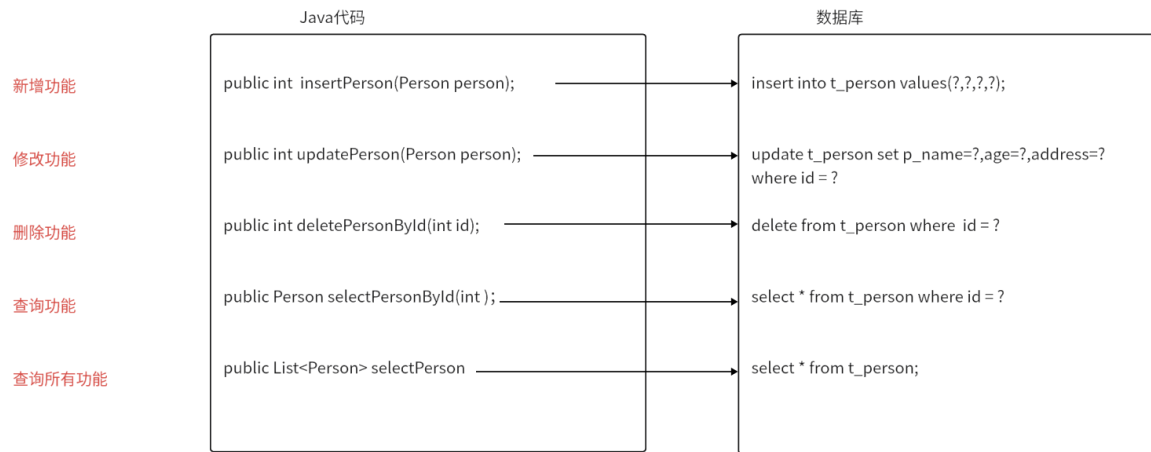 Java代码
数据库
新增功能
public int  insertPerson(Person person);
insert into t_person values(?,?,?,?);
修改功能
public int updatePerson(Person person);
update t_person set p_name=?,age=?,address=?
where id = ?
删除功能
public int deletePersonById(int id);
delete from t_person where  id = ?
查询功能
public Person selectPersonById(int )；
select * from t_person where id = ?
查询所有功能
public List<Person> selectPerson
select * from t_person;